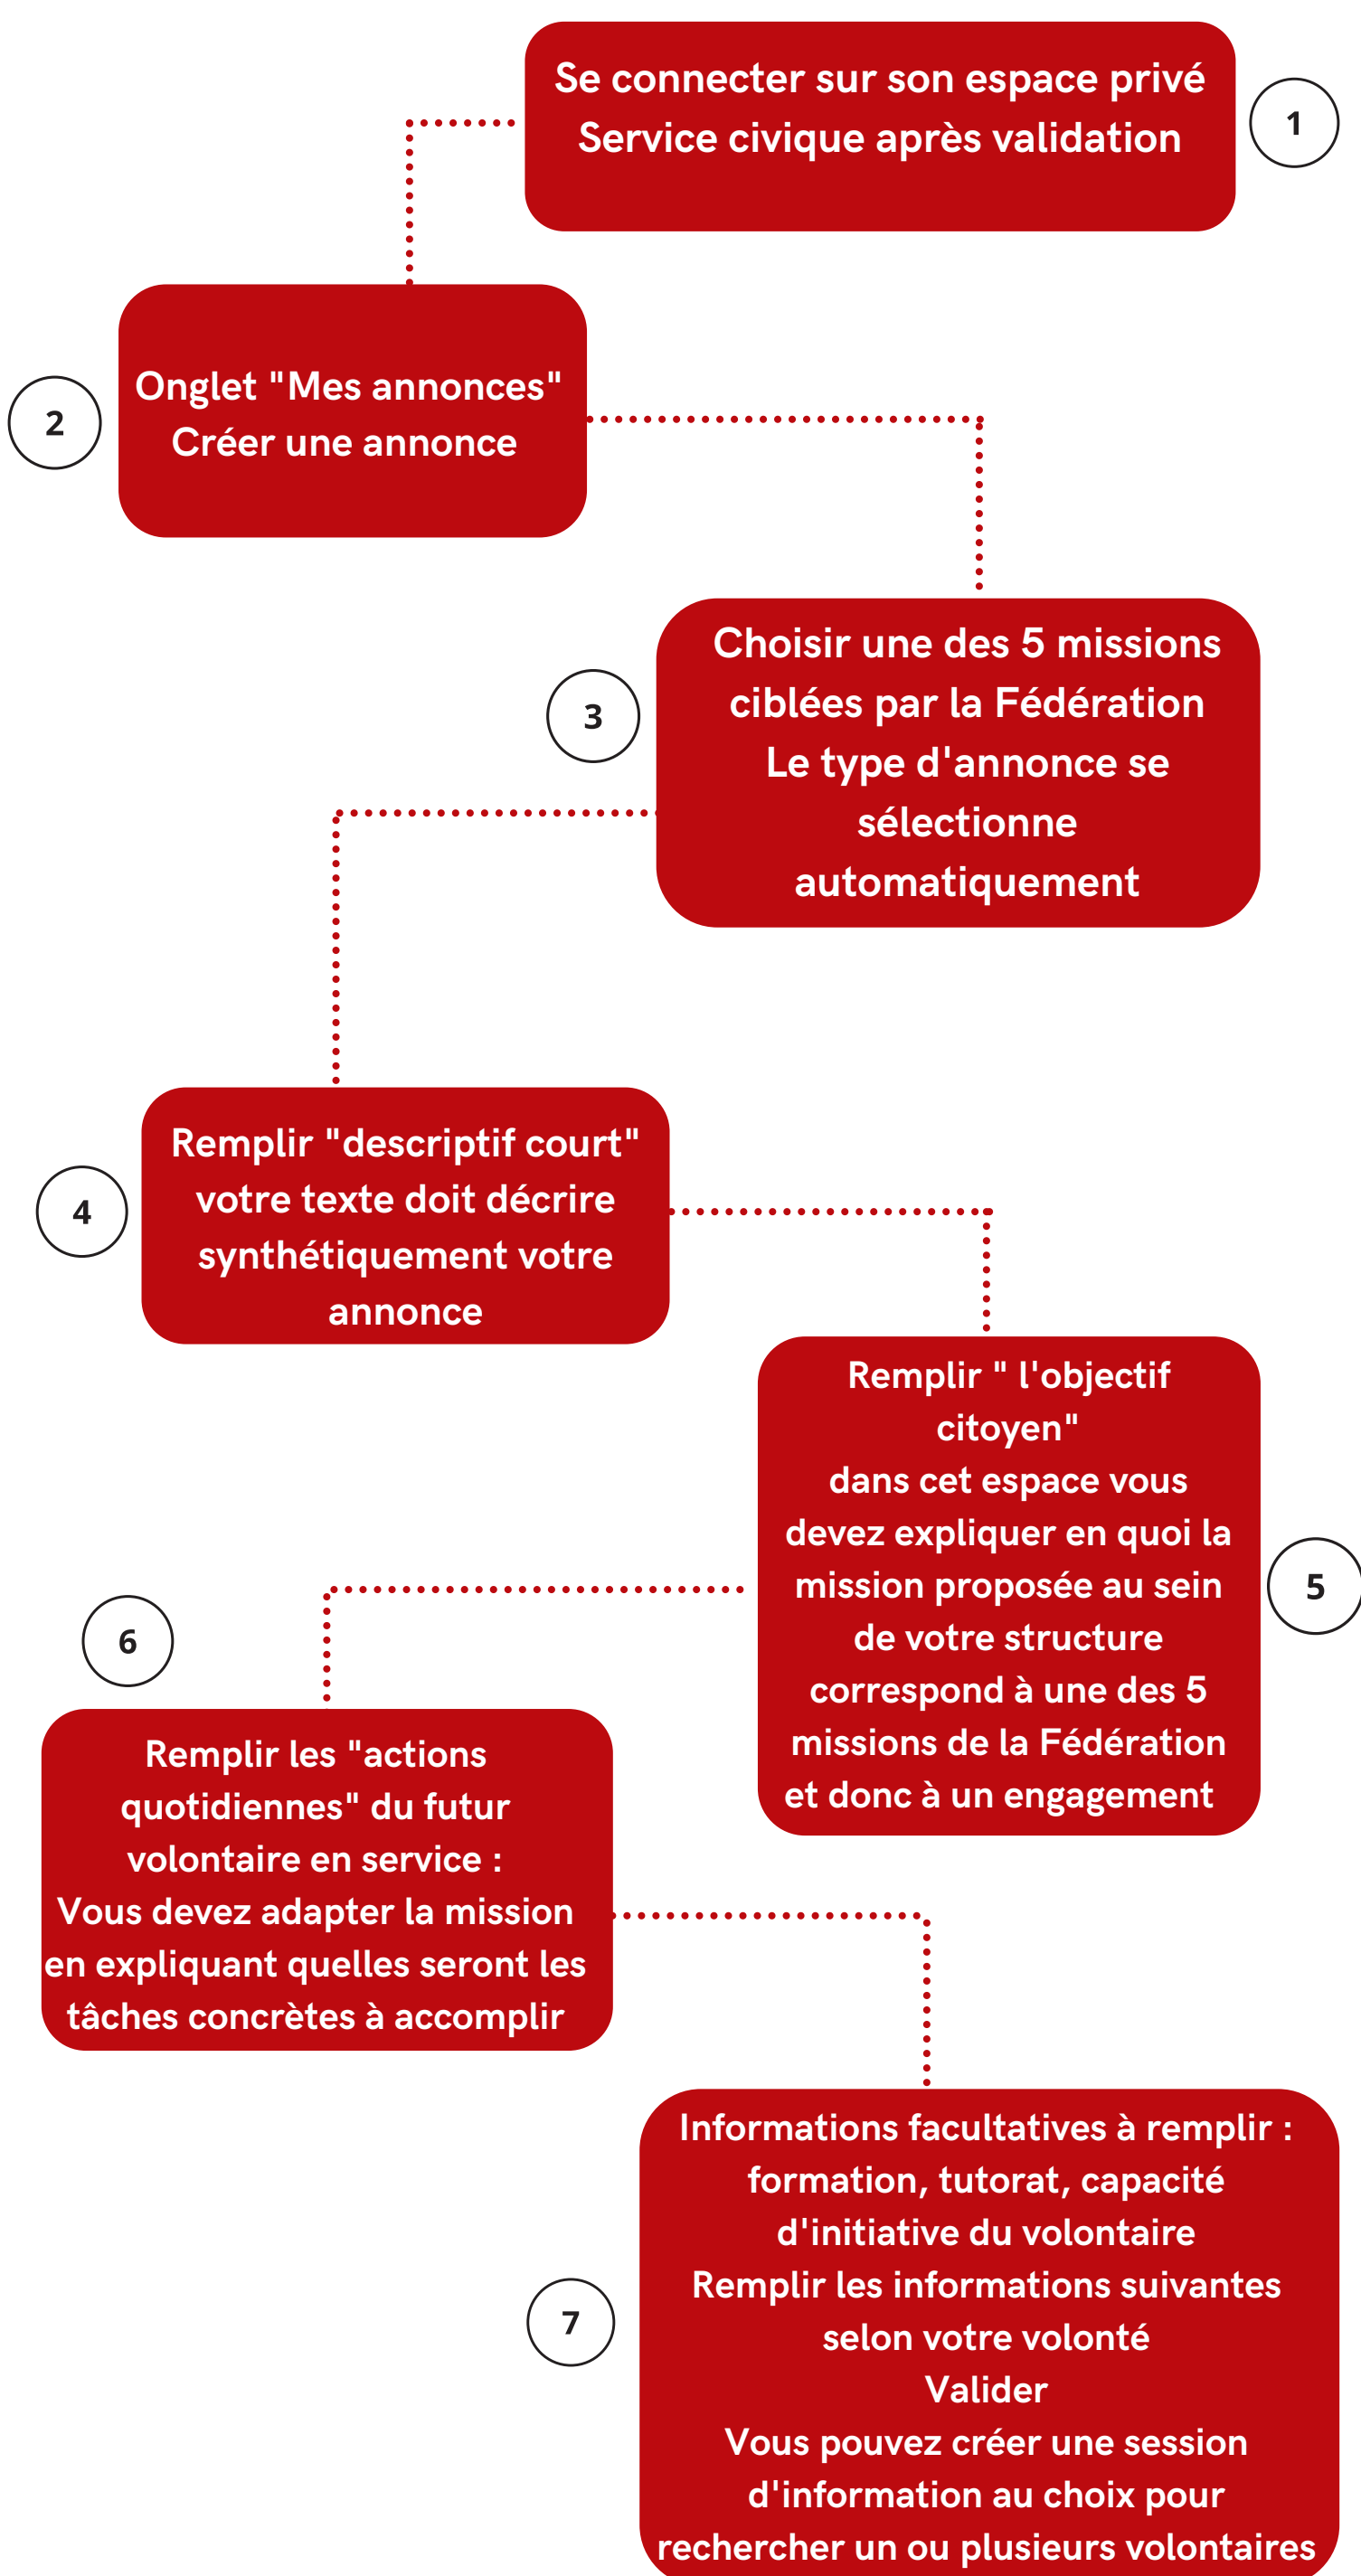 Se connecter sur son espace privé
Service civique après validation
1
Onglet "Mes annonces"
Créer une annonce
2
Choisir une des 5 missions
ciblées par la Fédération
Le type d'annonce se
sélectionne
automatiquement
3
Remplir "descriptif court"
votre texte doit décrire
synthétiquement votre
annonce
4
Remplir " l'objectif
citoyen"
dans cet espace vous
devez expliquer en quoi la
mission proposée au sein
de votre structure
correspond à une des 5
missions de la Fédération
et donc à un engagement
5
6
Remplir les "actions
quotidiennes" du futur
volontaire en service :
Vous devez adapter la mission
en expliquant quelles seront les
tâches concrètes à accomplir
Informations facultatives à remplir :
formation, tutorat, capacité
d'initiative du volontaire
Remplir les informations suivantes
selon votre volonté
Valider
Vous pouvez créer une session
d'information au choix pour
rechercher un ou plusieurs volontaires
7